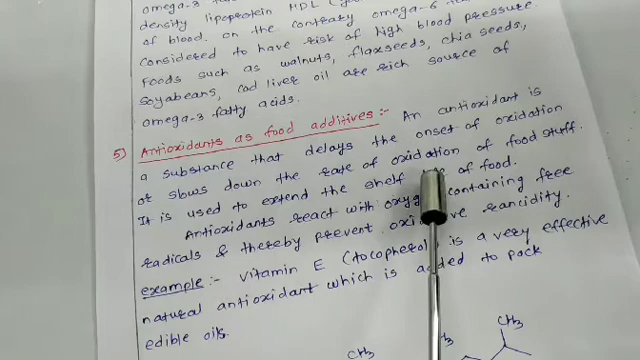 omega-3
density lipoprotein HDL
of blood. On the contrary omega-6
considered to have risk of high blood pressure.
Foods such as walnuts, flaxseeds, chia seeds,
soyabeans, cod liver oil are rich source of
omega-3 fatty acids.
5) Antioxidants as food additives :- An antioxidant is
a substance that delays the onset of oxidation
or slows down the rate of oxidation of food stuff.
It is used to extend the shelf of food.
Antioxidants react with oxyg containing free
radicals & thereby prevent oxi ve rancidity.
example :- Vitamin E (tocopherol) is a very effective
natural antioxidant which is added to pack
edible oils.
CH3
CH3
CH3